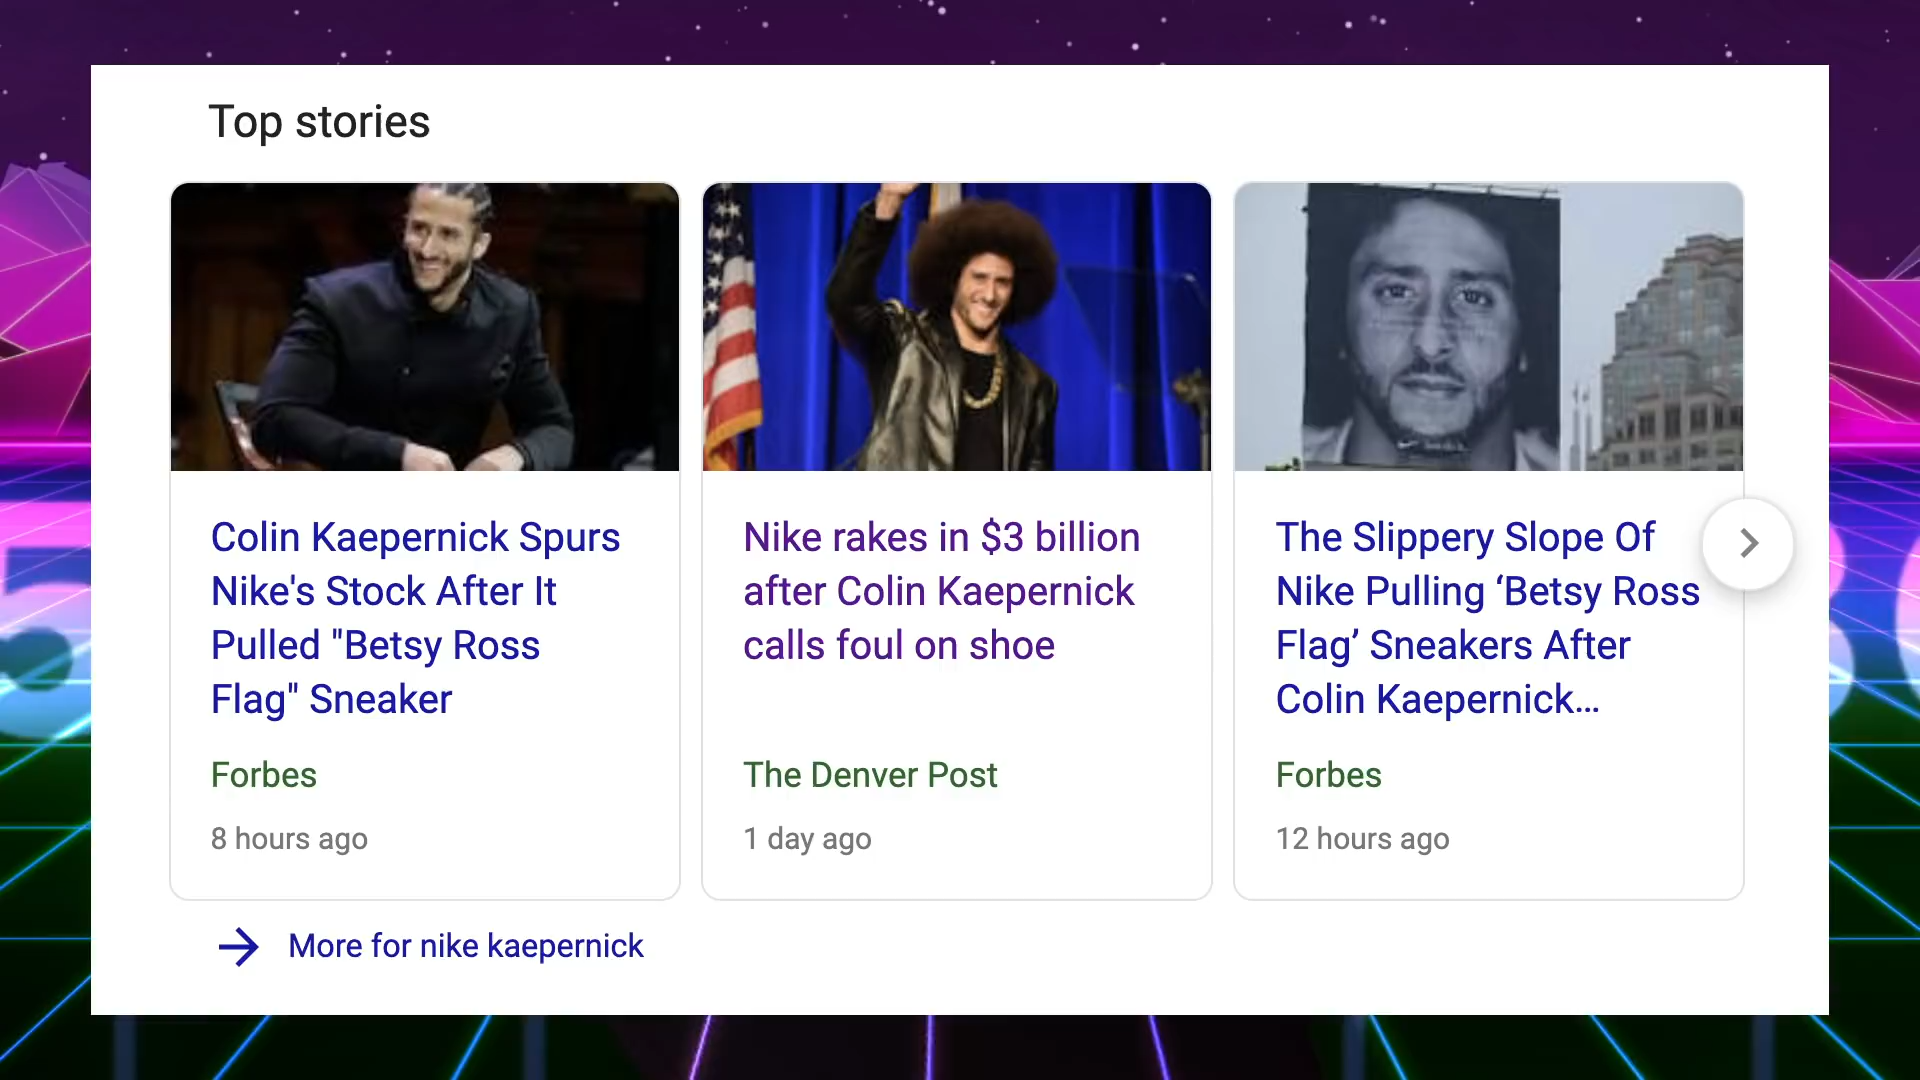 Top stories
Colin Kaepernick Spurs
Nike's Stock After It
Pulled "Betsy Ross
Flag" Sneaker
Forbes
8 hours ago
Nike rakes in $3 billion
after Colin Kaepernick
calls foul on shoe
The Denver Post
1 day ago
The Slippery Slope Of
Nike Pulling ‘Betsy Ross
Flag’ Sneakers After
Colin Kaepernick...
Forbes
12 hours ago
More for nike kaepernick